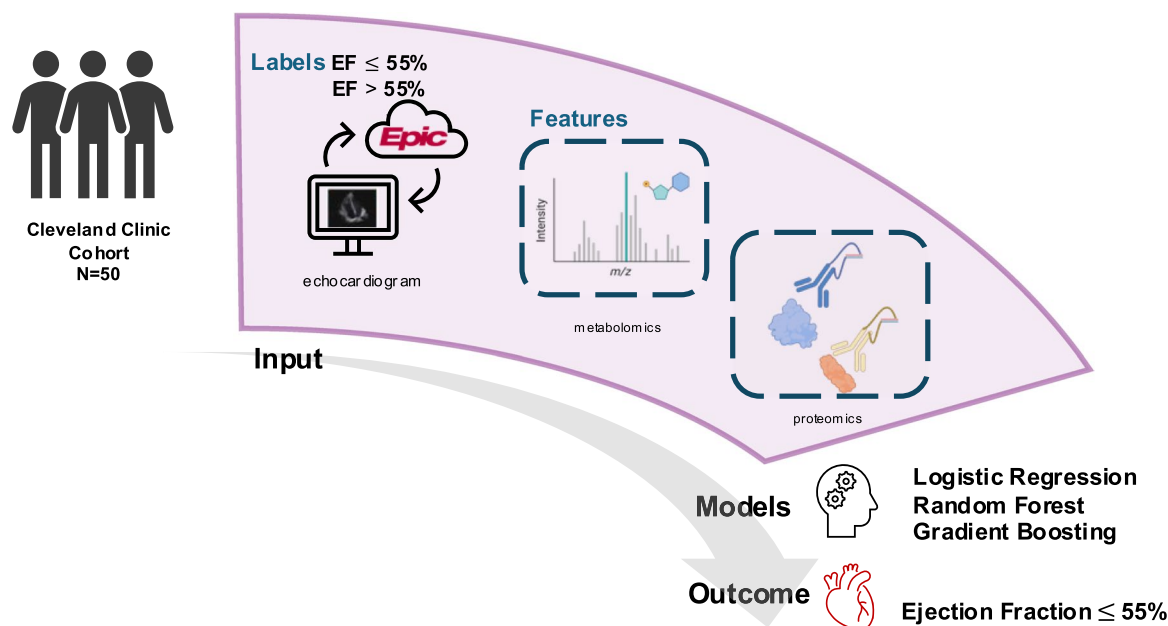 Labels EF ≤ 55%
EF > 55%
Epic
echocardiogram
Cleveland Clinic
Cohort
N=50
Features
Intensity
m/z
metabolomics
proteomics
Input
Models
Logistic Regression
Random Forest
Gradient Boosting
Outcome
Ejection Fraction ≤ 55%